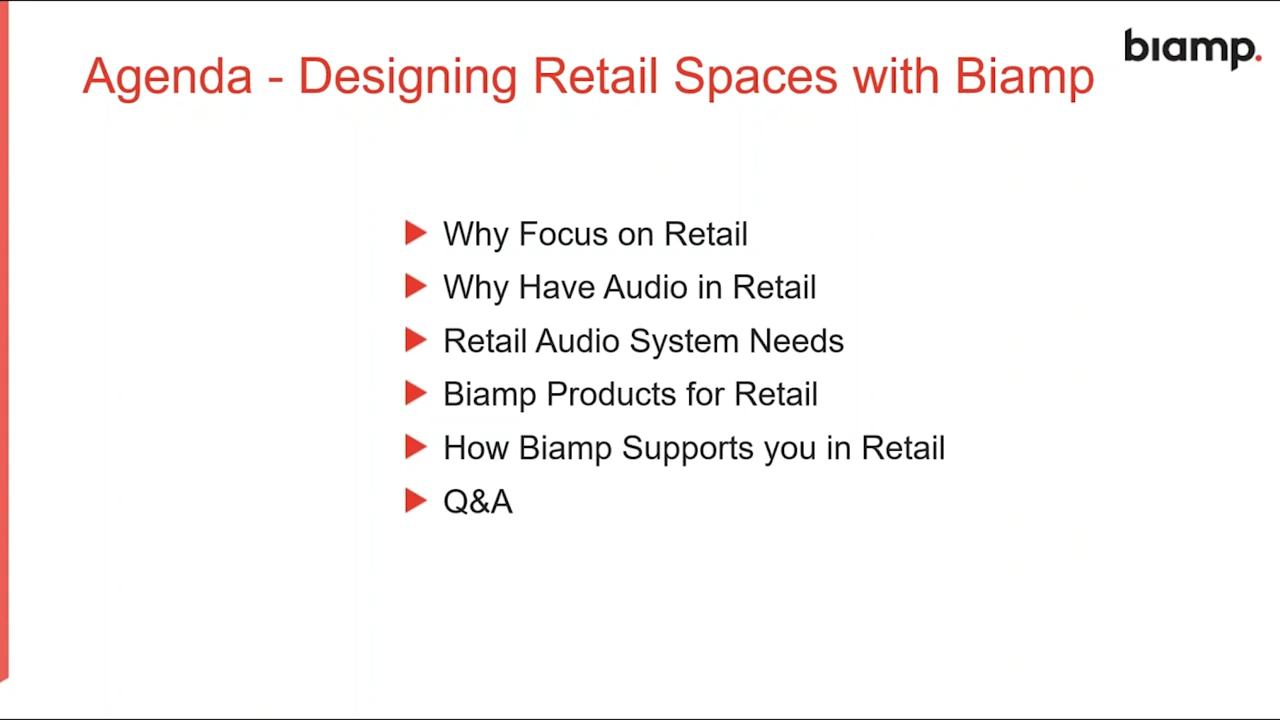 biamp.
Agenda - Designing Retail Spaces with Biamp
Why Focus on Retail
Why Have Audio in Retail
Retail Audio System Needs
Biamp Products for Retail
How Biamp Supports you in Retail
Q&A